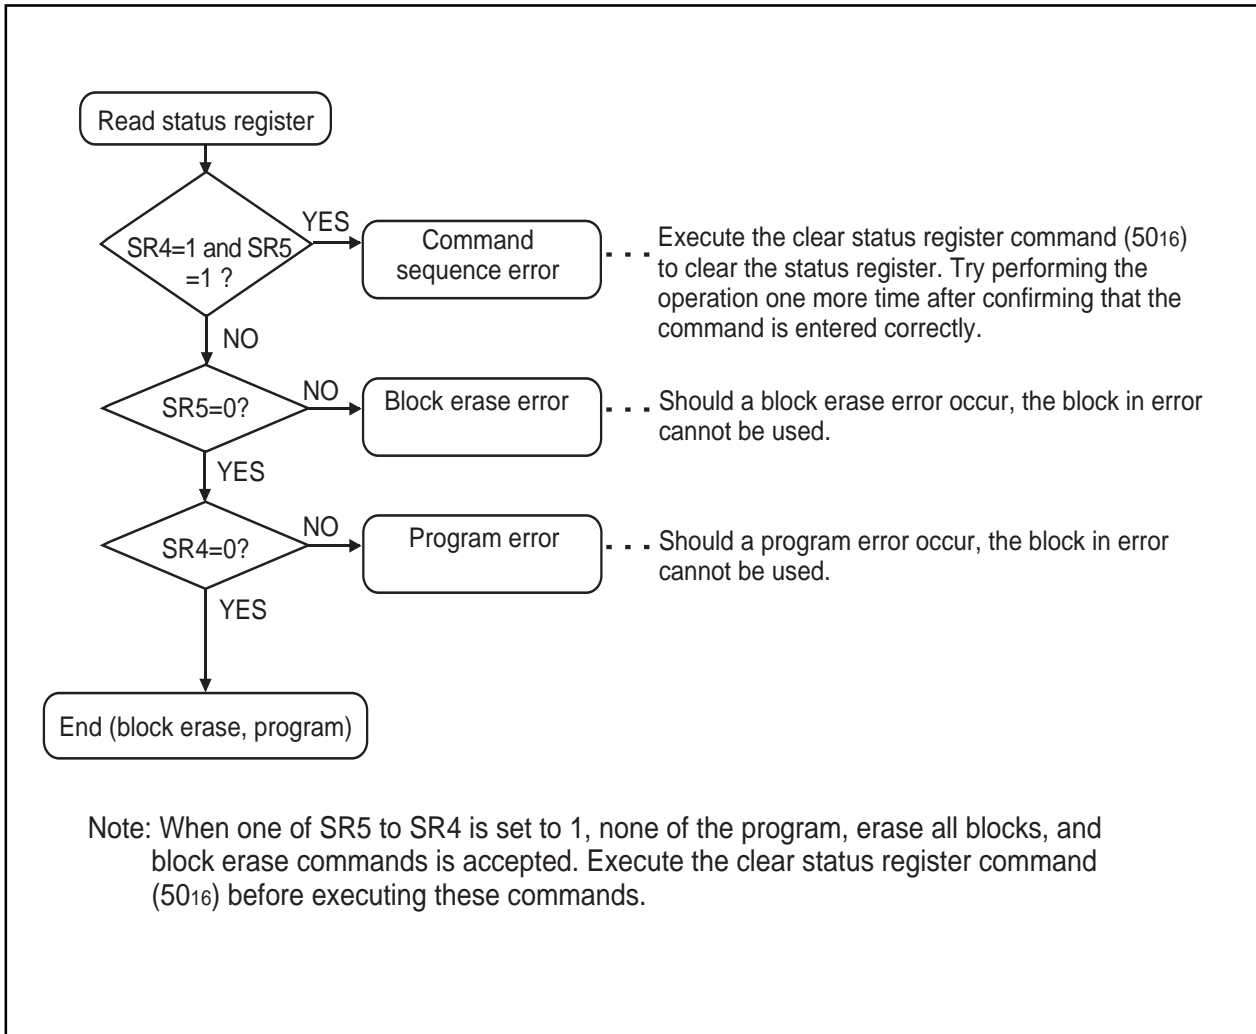 Read status register
SR4=1 and SR5
=1 ?
YES
Command
sequence error
Execute the clear status register command (5016)
to clear the status register. Try performing the
operation one more time after confirming that the
command is entered correctly.
NO
SR5=0?
NO
Block erase error
Should a block erase error occur, the block in error
cannot be used.
YES
SR4=0?
NO
Program error
Should a program error occur, the block in error
cannot be used.
YES
End (block erase, program)
Note: When one of SR5 to SR4 is set to 1, none of the program, erase all blocks, and
block erase commands is accepted. Execute the clear status register command
(5016) before executing these commands.